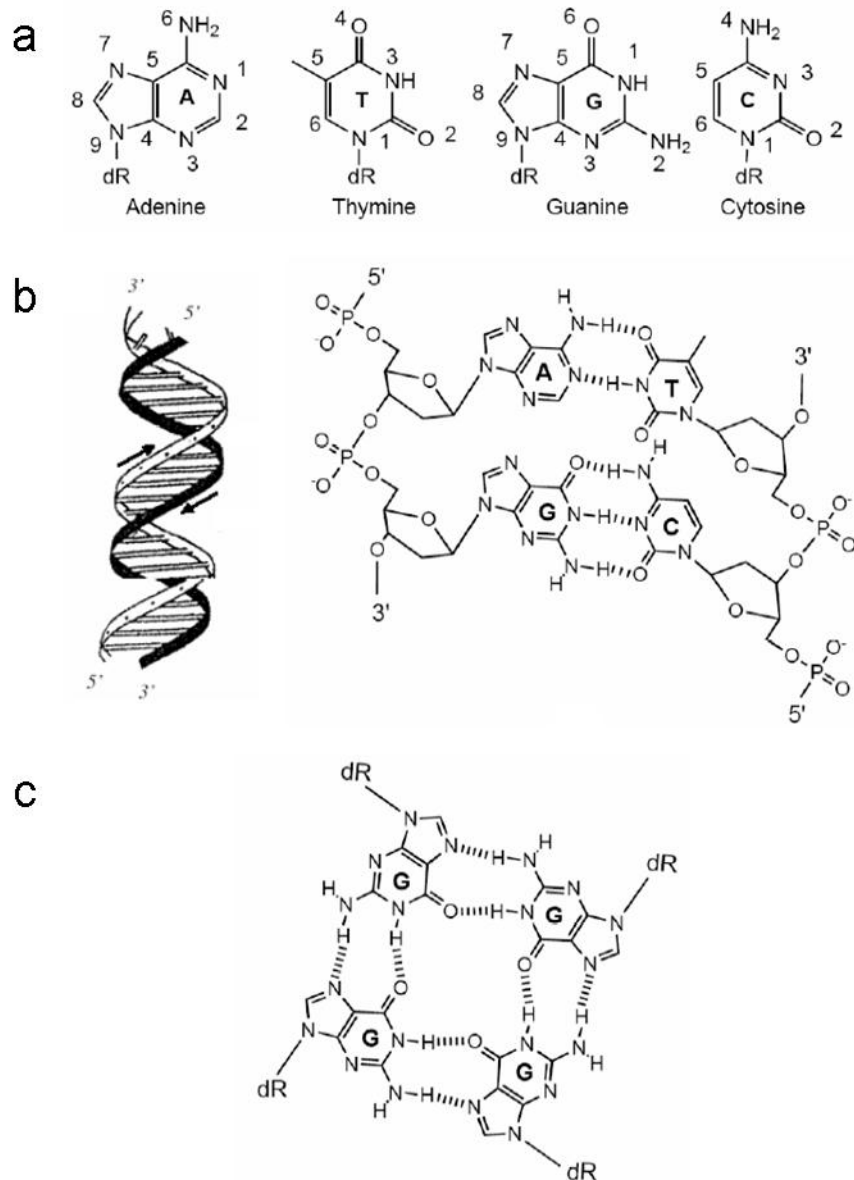 a
6 NH2 4 O 6 O 4 NH2
7 5 5 3 7 5 1 5
N N 1 NH N NH N 3
8 A T 8 G C
N N 2 6 N O 2 N N NH2 6 N O 2
9 4 3 1 9 4 3 2 1
dR dR dR dR
Adenine Thymine Guanine Cytosine
b
3' 5'
5' 3'
5'
O P O -O O
H N H O
N N A N H N T O
O O N N O N
3' O
O P O -O O
H
N O H N
N G N H N C
O N N N H O N
O H O
3'
O P O- O O
O P O- O
5'
c
dR
N N H H N
N G N
H N N O H N G N dR
H H H O N N
N O H H
N G N H O N N H
dR N N G
H N H N N
N dR